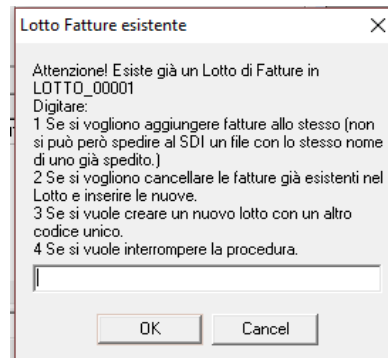 Lotto Fatture esistente
Attenzione! Esiste già un Lotto di Fatture in
LOTTO_00001
Digitare:
1 Se si vogliono aggiungere fatture allo stesso (non
si può però spedire al SDI un file con lo stesso nome
di uno già spedito.)
2 Se si vogliono cancellare le fatture già esistenti nel
Lotto e inserire le nuove.
3 Se si vuole creare un nuovo lotto con un altro
codice unico.
4 Se si vuole interrompere la procedura.
OK
Cancel